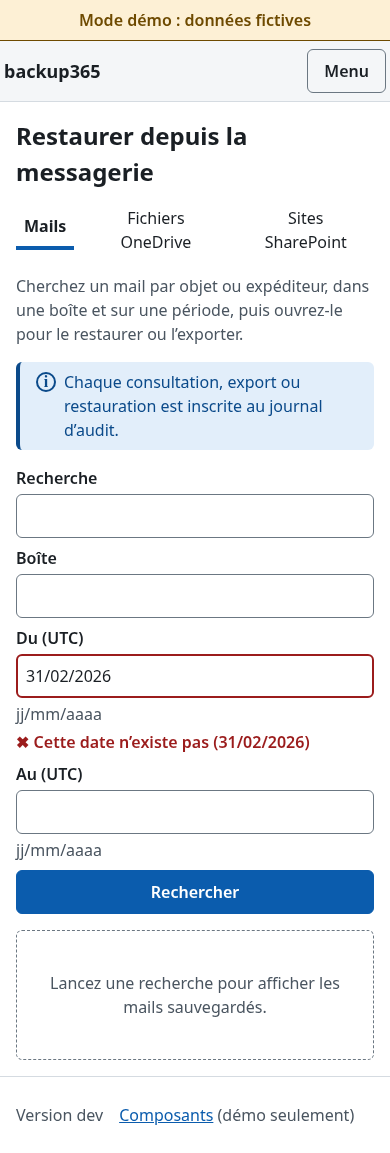 Mode démo : données fictives
backup365
Menu
Restaurer depuis la
messagerie
Mails
Fichiers
OneDrive
Sites
SharePoint
Cherchez un mail par objet ou expéditeur, dans
une boîte et sur une période, puis ouvrez-le
pour le restaurer ou l’exporter.
Chaque consultation, export ou
restauration est inscrite au journal
d’audit.
Recherche
Boîte
Du (UTC)
31/02/2026
jj/mm/aaaa
✖ Cette date n’existe pas (31/02/2026)
Au (UTC)
jj/mm/aaaa
Rechercher
Lancez une recherche pour afficher les
mails sauvegardés.
Version dev Composants (démo seulement)